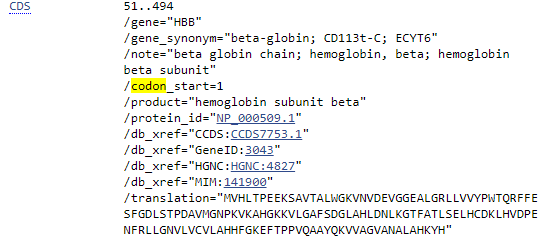 CDS 51..494
/gene="HBB"
/gene_synonym="beta-globin; CD113t-C; ECYT6"
/note="beta globin chain; hemoglobin, beta; hemoglobin
beta subunit"
/codon_start=1
/product="hemoglobin subunit beta"
/protein_id="NP_000509.1"
/db_xref="CCDS:CCDS7753.1"
/db_xref="GeneID:3043"
/db_xref="HGNC:HGNC:4827"
/db_xref="MIM:141900"
/translation="MVHLTPEEKSAVTALWGKVNVDEVGGEALGRLLVVYPWTQRFFE
SFGDLSTPDAVMGNPKVKAHGKKVLGAFSDGLAHLDNLKGTFATLSELHCDKLHVDPE
NFRLLGNVLVCVLAHHFGKEFTPPVQAAYQKVVAGVANALAHKYH"